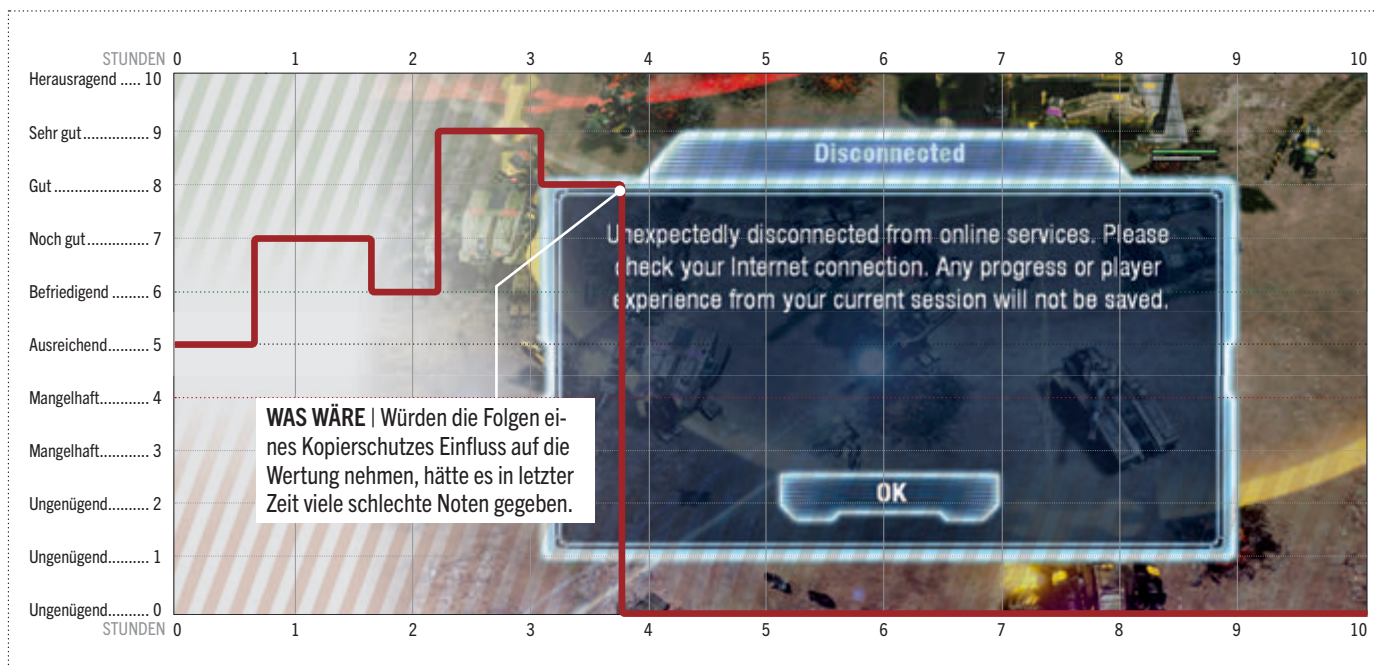 STUNDEN 0 1 2 3 4 5 6 7 8 9 10
Herausragend ..... 10
Sehr gut................ 9
Gut ........................ 8
Noch gut................ 7
Befriedigend ......... 6
Ausreichend.......... 5
Mangelhaft........... 4
Mangelhaft........... 3
Ungenügend.......... 2
Ungenügend.......... 1
Ungenügend.......... 0
STUNDEN 0 1 2 3 4 5 6 7 8 9 10
Disconnected
Unexpectedly disconnected from online services. Please
check your Internet connection. Any progress or player
experience from your current session will not be saved.
OK
WAS WÄRE | Würden die Folgen ei-
nes Kopierschutzes Einfluss auf die
Wertung nehmen, hätte es in letzter
Zeit viele schlechte Noten gegeben.